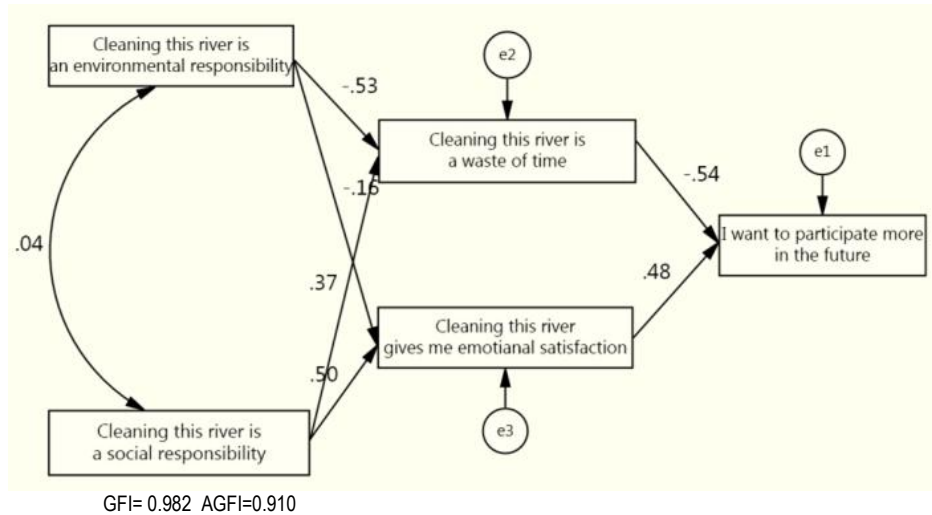 Cleaning this river is
an environmental responsibility
e2
-.53
Cleaning this river is
a waste of time
e1
-.16
-.54
.04
I want to participate more
in the future
.37
.48
Cleaning this river
gives me emotianal satisfaction
.50
Cleaning this river is
a social responsibility
e3
GFI= 0.982 AGFI=0.910